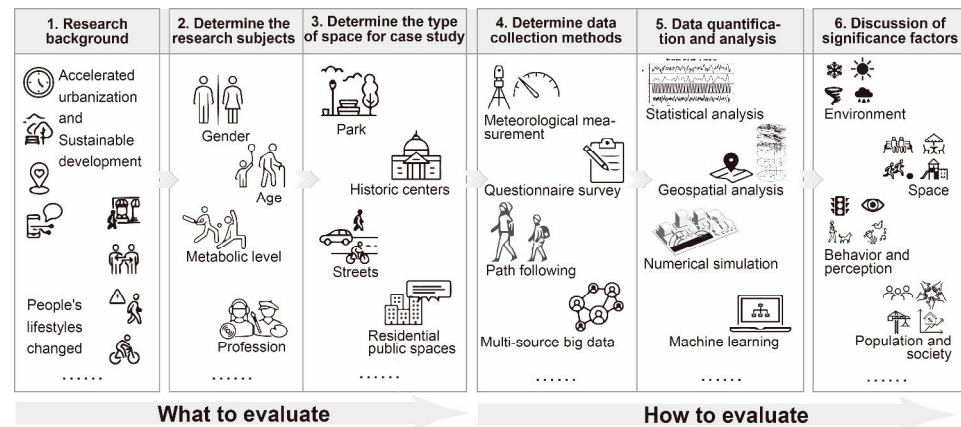 1. Research
background
Accelerated
urbanization
and
Sustainable
development
People's
lifestyles
changed
......
2. Determine the
research subjects
Gender
Age
Metabolic level
Profession
......
3. Determine the type
of space for case study
Park
Historic centers
Streets
Residential
public spaces
......
4. Determine data
collection methods
Meteorological mea-
surement
Questionnaire survey
Path following
Multi-source big data
......
5. Data quantifica-
tion and analysis
Statistical analysis
Geospatial analysis
Numerical simulation
Machine learning
......
6. Discussion of
significance factors
Environment
Space
Behavior and
perception
Population and
society
......
What to evaluate
How to evaluate